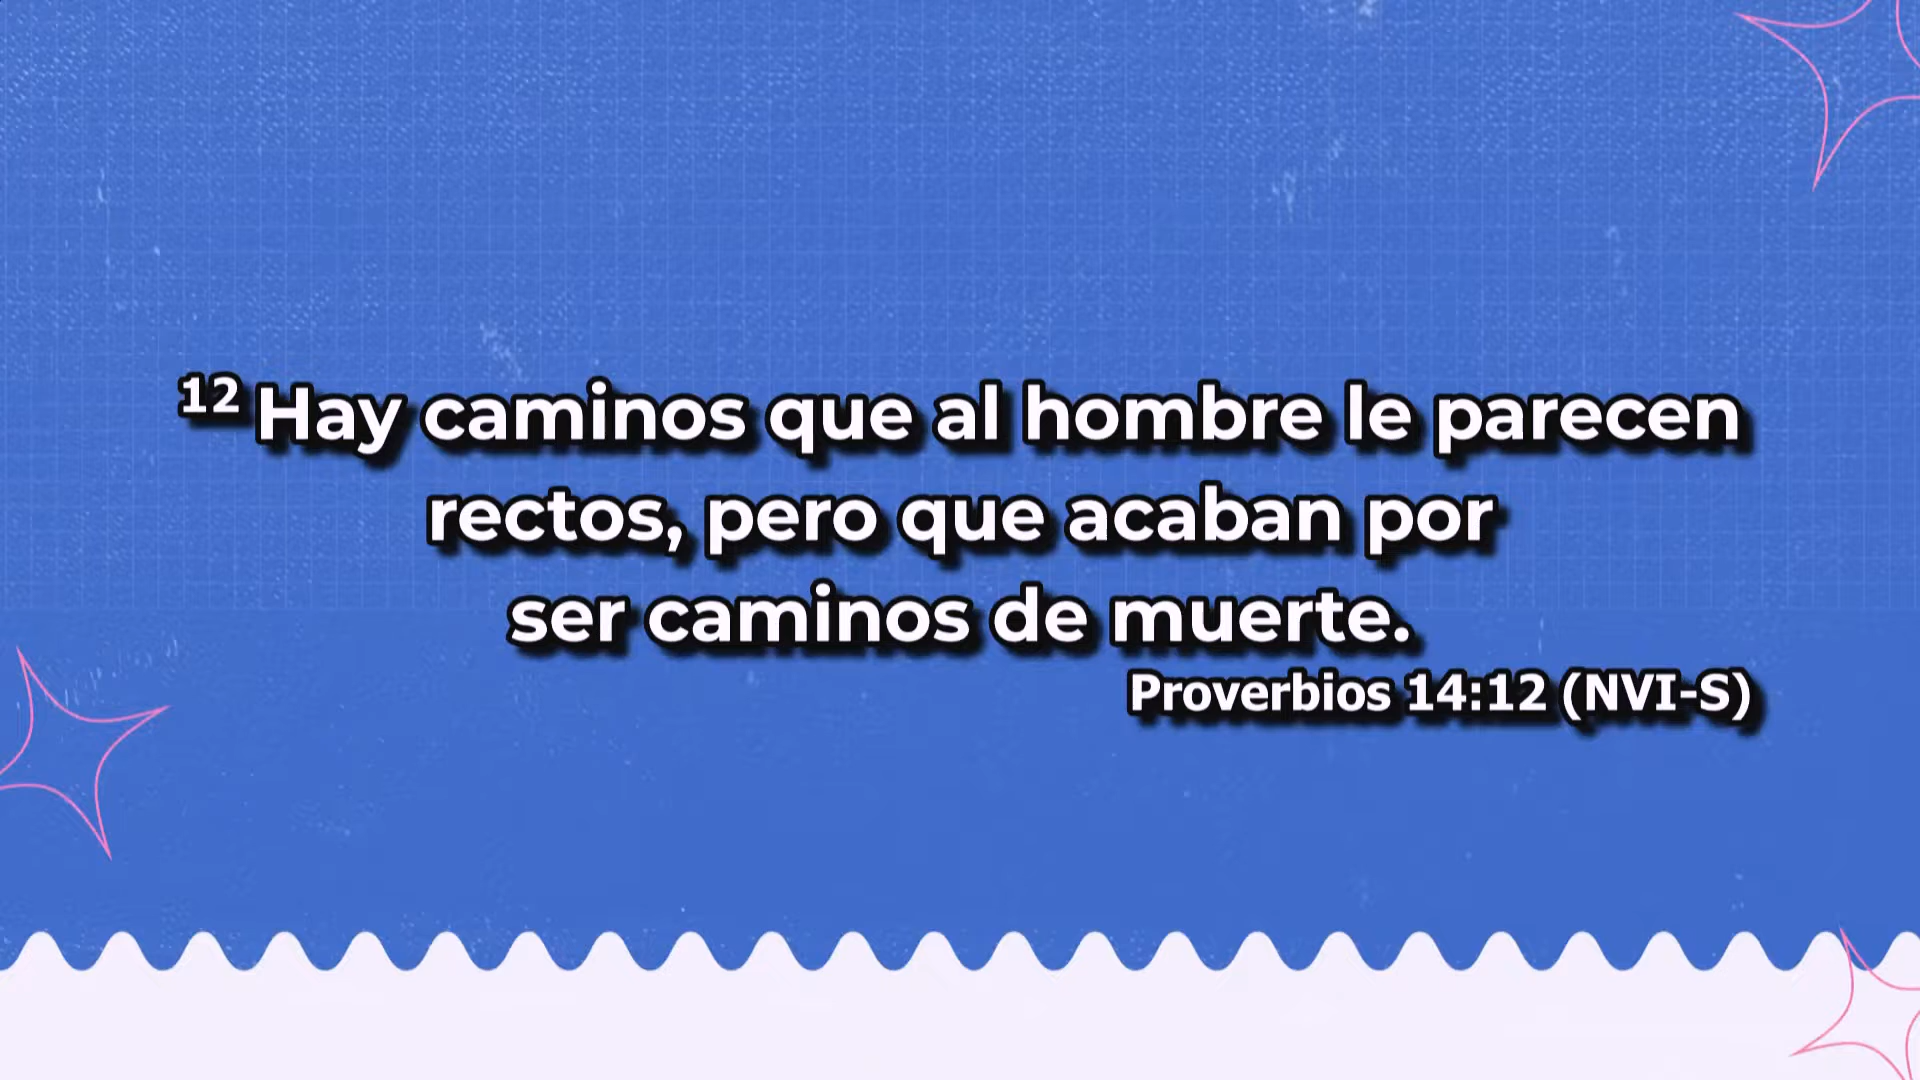 12 Hay caminos que al hombre le parecen
rectos, pero que acaban por
ser caminos de muerte.
Proverbios 14:12 (NVI-S)